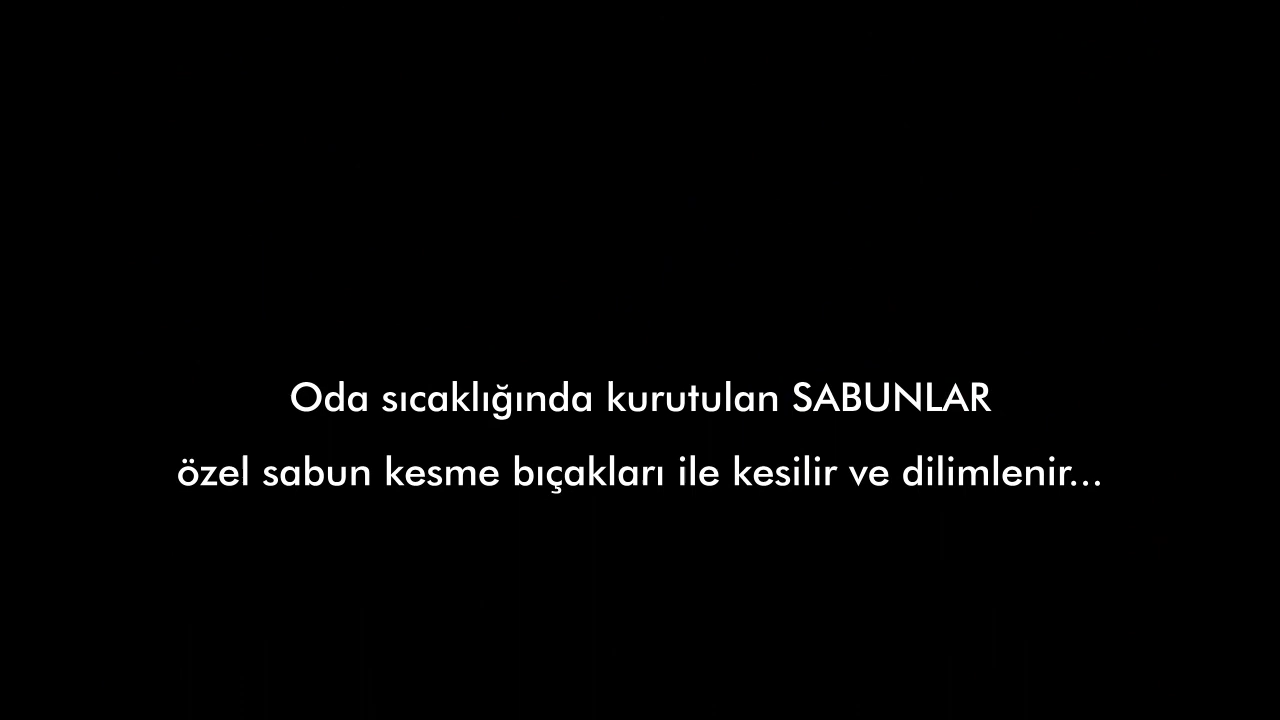 Oda sıcaklığında kurutulan SABUNLAR
özel sabun kesme bıçakları ile kesilir ve dilimlenir...